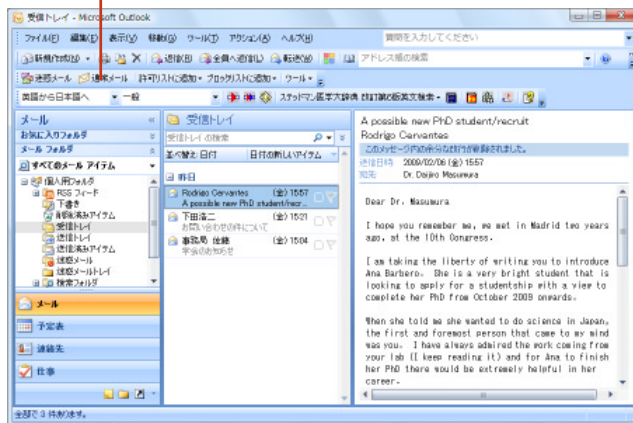 受信トレイ - Microsoft Outlook
ファイル(F) 編集(E) 表示(V) 移動(G) ツール(T) アクション(A) ヘルプ(H) 質問を入力してください
新規作成(N) 返信(R) 全員へ返信(L) 転送(W) アドレス帳の検索
迷惑メール 通常メール 許可リストに追加 ブロックリストに追加 ツール
英語から日本語へ 一般 ステッドマン医学大辞典 改訂第6版英文検索
メール
お気に入りフォルダ
メール フォルダ
すべてのメール アイテム
個人用フォルダ
RSS フィード
下書き
削除済みアイテム
受信トレイ
送信トレイ
送信済みアイテム
迷惑メール
迷惑メールトレイ
検索フォルダ
メール
予定表
連絡先
仕事
受信トレイ
受信トレイ の検索
並べ替え: 日付 日付の新しいアイテム
昨日
Rodrigo Cervantes (金) 15:57
A possible new PhD student/recr...
下田浩二 (金) 15:21
お問い合わせの件について
事務局 佐藤 (金) 15:04
学会のお知らせ
A possible new PhD student/recruit
Rodrigo Cervantes
このメッセージ内の余分な改行が削除されました。
送信日時 2009/02/06 (金) 15:57
宛先 Dr. Daijiro Masumura
Dear Dr. Masumura
I hope you remember me, we met in Madrid two years
ago, at the 10th Congress.
I am taking the liberty of writing you to introduce
Ana Barbero. She is a very bright student that is
looking to apply for a studentship with a view to
complete her PhD from October 2009 onwards.
When she told me she wanted to do science in Japan,
the first and foremost person that came to my mind
was you. I have always admired the work coming from
your lab (I keep reading it) and for Ana to finish
her PhD there would be extremely helpful in her
career.
全部で 3 件あります。